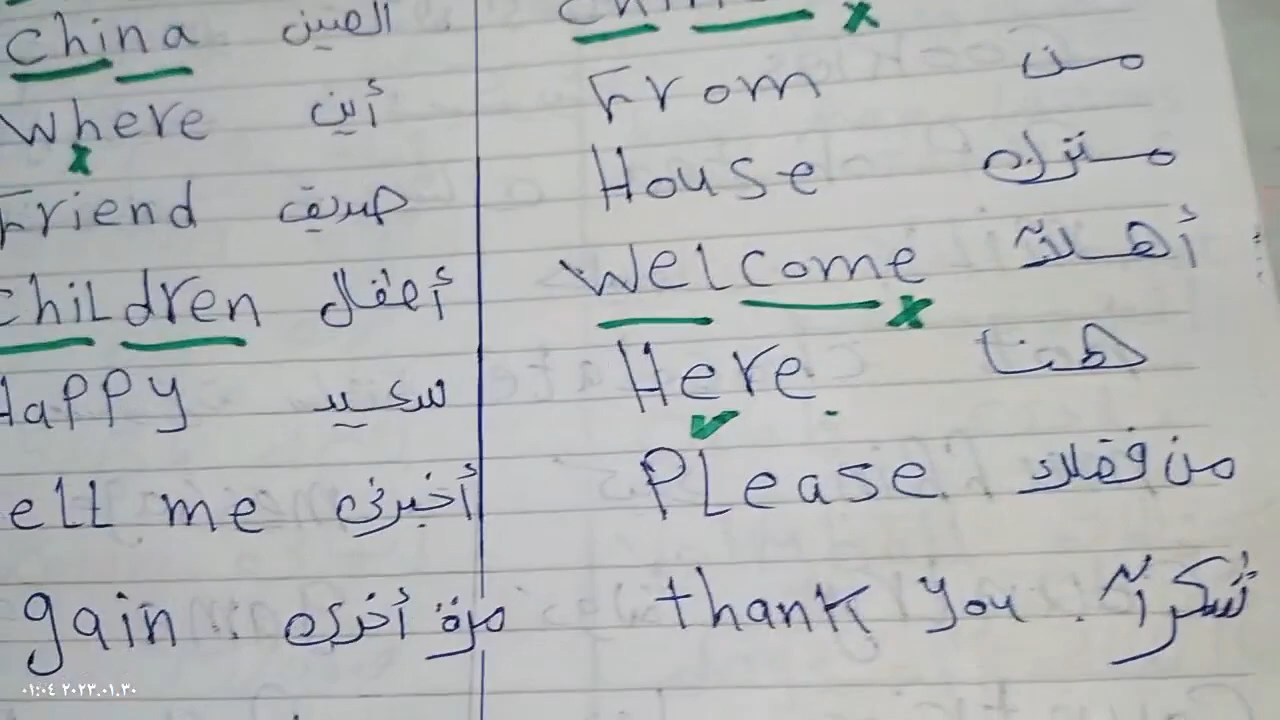 China الصين
Where أين
Friend صديق
children أطفال
Happy سعيد
ell me أخبرنى
gain مرة أخرى
From من
House منزل
Welcome أهلاً
Here هنا
Please من فضلك
thank you شكراً
٠١:٠٤ ٢٠٢٣.٠١.٣٠